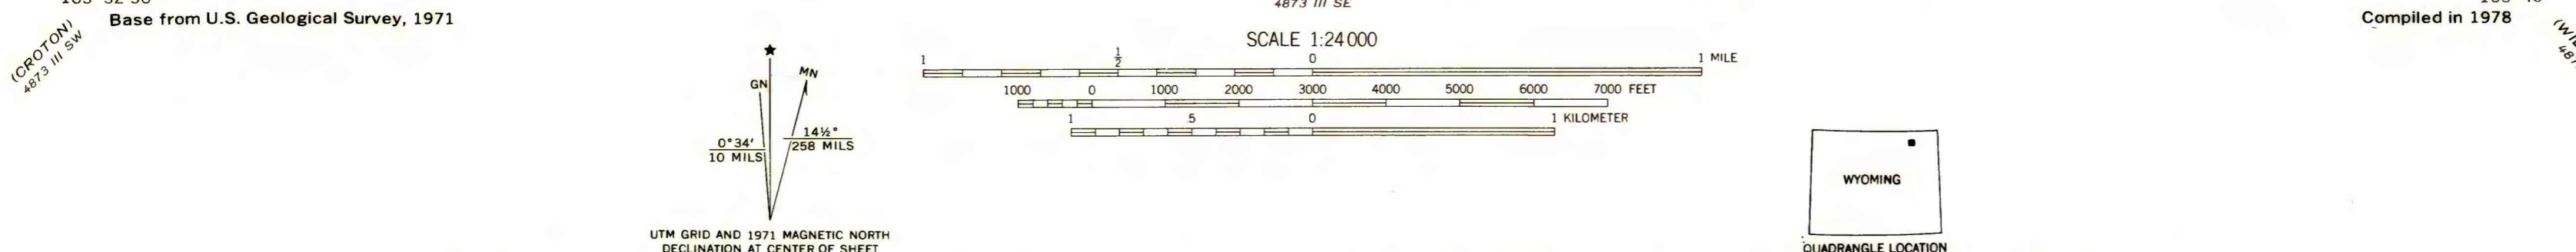 Base from U.S. Geological Survey, 1971
(CROTON)
4873 III SW
4873 III SE
Compiled in 1978
SCALE 1:24 000
1 1/2 0 1 MILE
1000 0 1000 2000 3000 4000 5000 6000 7000 FEET
1 .5 0 1 KILOMETER
★
GN MN
0°34′ 14½°
10 MILS 258 MILS
UTM GRID AND 1971 MAGNETIC NORTH
DECLINATION AT CENTER OF SHEET
WYOMING
QUADRANGLE LOCATION